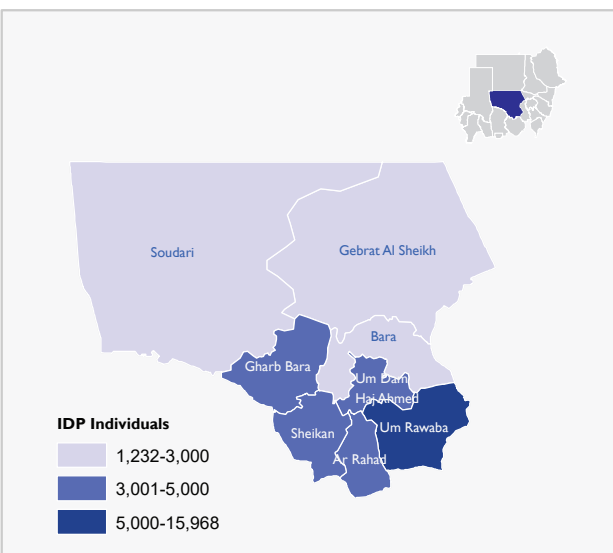 Soudari
Gebrat Al Sheikh
Bara
Gharb Bara
Um Dam
Haj Ahmed
Um Rawaba
Sheikan
Ar Rahad
IDP Individuals
1,232-3,000
3,001-5,000
5,000-15,968